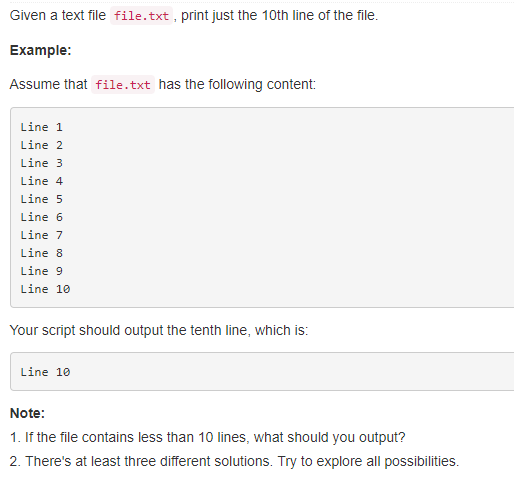 Given a text file file.txt , print just the 10th line of the file.
Example:
Assume that file.txt has the following content:
Line 1
Line 2
Line 3
Line 4
Line 5
Line 6
Line 7
Line 8
Line 9
Line 10
Your script should output the tenth line, which is:
Line 10
Note:
1. If the file contains less than 10 lines, what should you output?
2. There's at least three different solutions. Try to explore all possibilities.